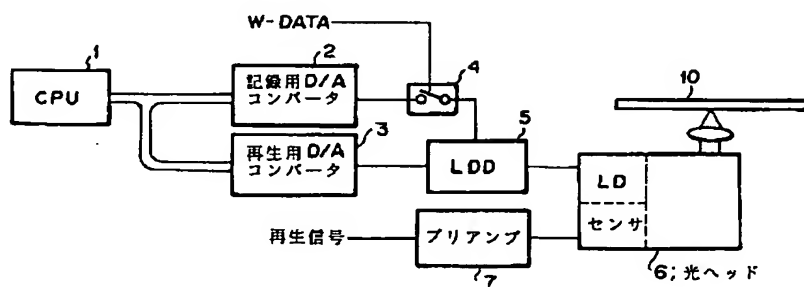 W-DATA
1
CPU
2
記録用D/A
コンバータ
4
10
3
再生用D/A
コンバータ
5
LDD
LD
センサ
再生信号
プリアンプ
7
6;光ヘッド